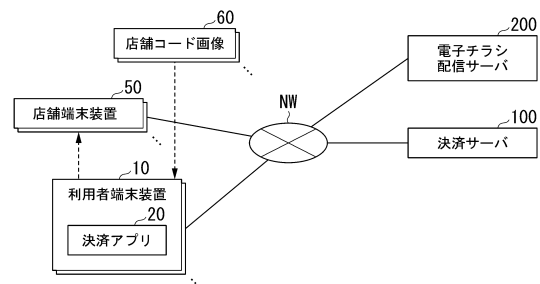 60
店舗コード画像
200
電子チラシ
配信サーバ
50
店舗端末装置
NW
100
決済サーバ
10
利用者端末装置
20
決済アプリ